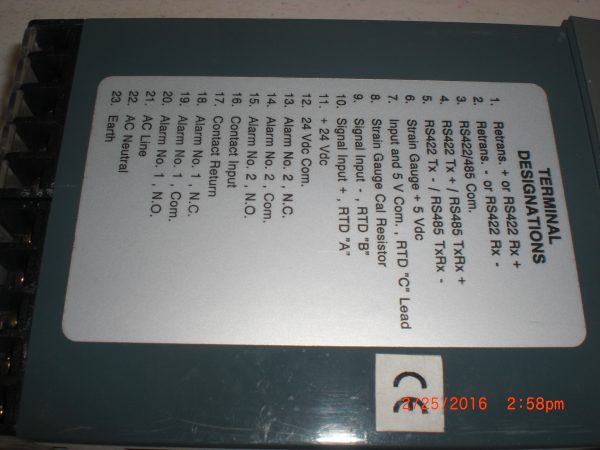 TERMINAL
DESIGNATIONS
1. Retrans. + or RS422 Rx +
2. Retrans. - or RS422 Rx -
3. RS422/485 Com.
4. RS422 Tx + / RS485 TxRx +
5. RS422 Tx - / RS485 TxRx -
6. Strain Gauge + 5 Vdc
7. Input and 5 V Com. , RTD "C" Lead
8. Strain Gauge Cal Resistor
9. Signal Input - , RTD "B"
10. Signal Input + , RTD "A"
11. + 24 Vdc
12. 24 Vdc Com.
13. Alarm No. 2 , N.C.
14. Alarm No. 2 , Com.
15. Alarm No. 2 , N.O.
16. Contact Input
17. Contact Return
18. Alarm No. 1 , N.C.
19. Alarm No. 1 , Com.
20. Alarm No. 1 , N.O.
21. AC Line
22. AC Neutral
23. Earth
CE
2/25/2016 2:58pm